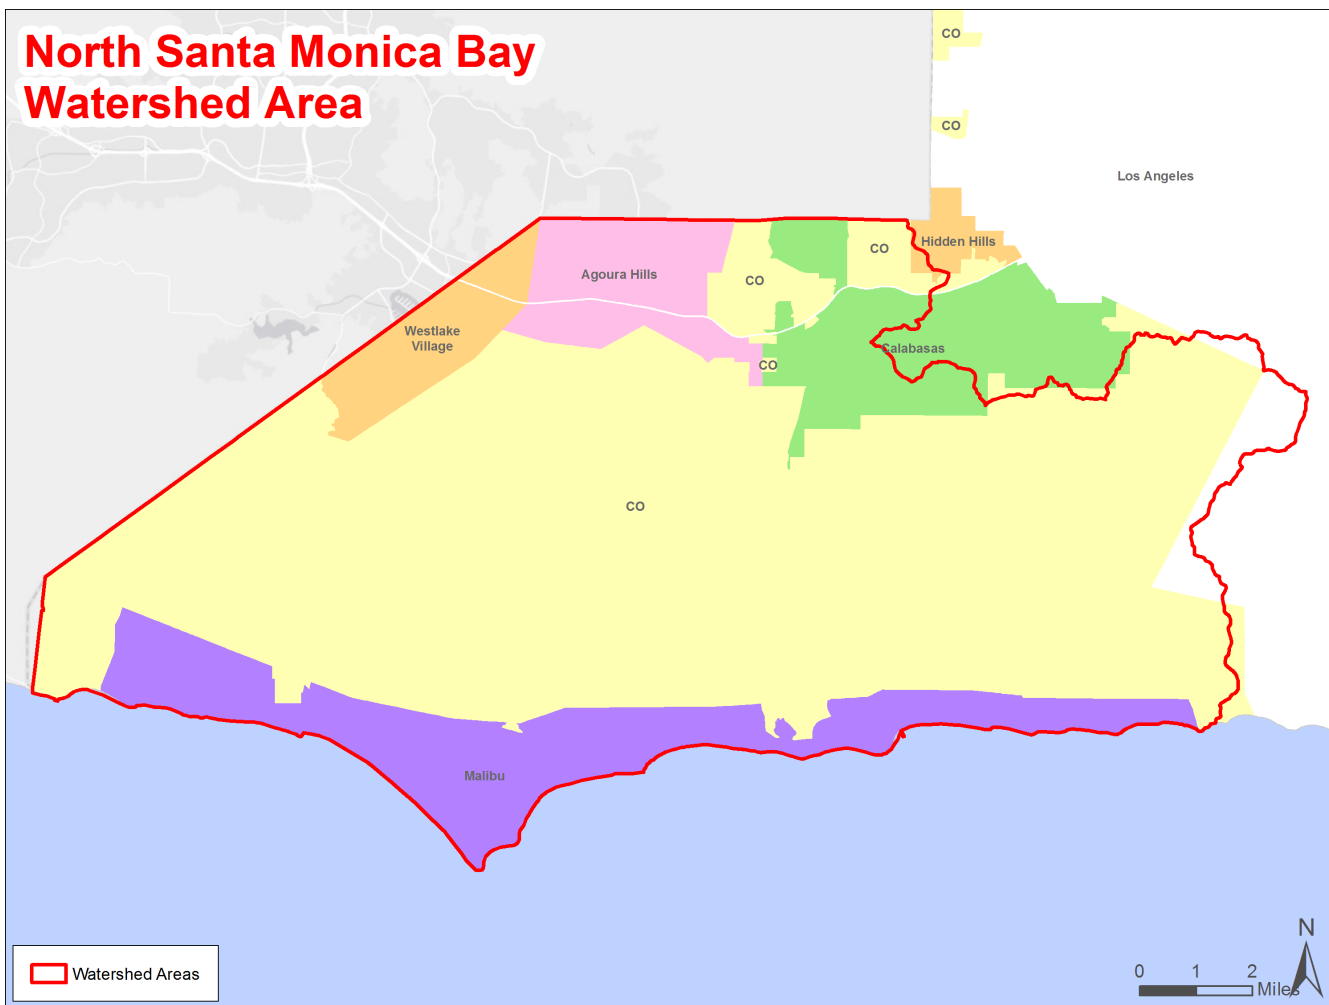 North Santa Monica Bay
Watershed Area
CO
CO
Los Angeles
Hidden Hills
CO
Agoura Hills
CO
Westlake
Village
Calabasas
CO
CO
Malibu
Watershed Areas
N
0 1 2
Miles